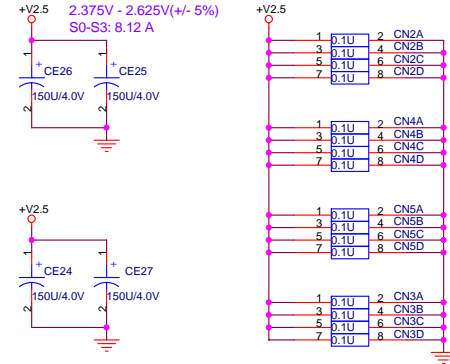 +V2.5
2.375V - 2.625V(+/- 5%)
S0-S3: 8.12 A
1 + CE26 1 + CE25
150U/4.0V 150U/4.0V
2 2
+V2.5
1 + CE24 1 + CE27
150U/4.0V 150U/4.0V
2 2
+V2.5
1 0.1U 2 CN2A
3 0.1U 4 CN2B
5 0.1U 6 CN2C
7 0.1U 8 CN2D
1 0.1U 2 CN4A
3 0.1U 4 CN4B
5 0.1U 6 CN4C
7 0.1U 8 CN4D
1 0.1U 2 CN5A
3 0.1U 4 CN5B
5 0.1U 6 CN5C
7 0.1U 8 CN5D
1 0.1U 2 CN3A
3 0.1U 4 CN3B
5 0.1U 6 CN3C
7 0.1U 8 CN3D